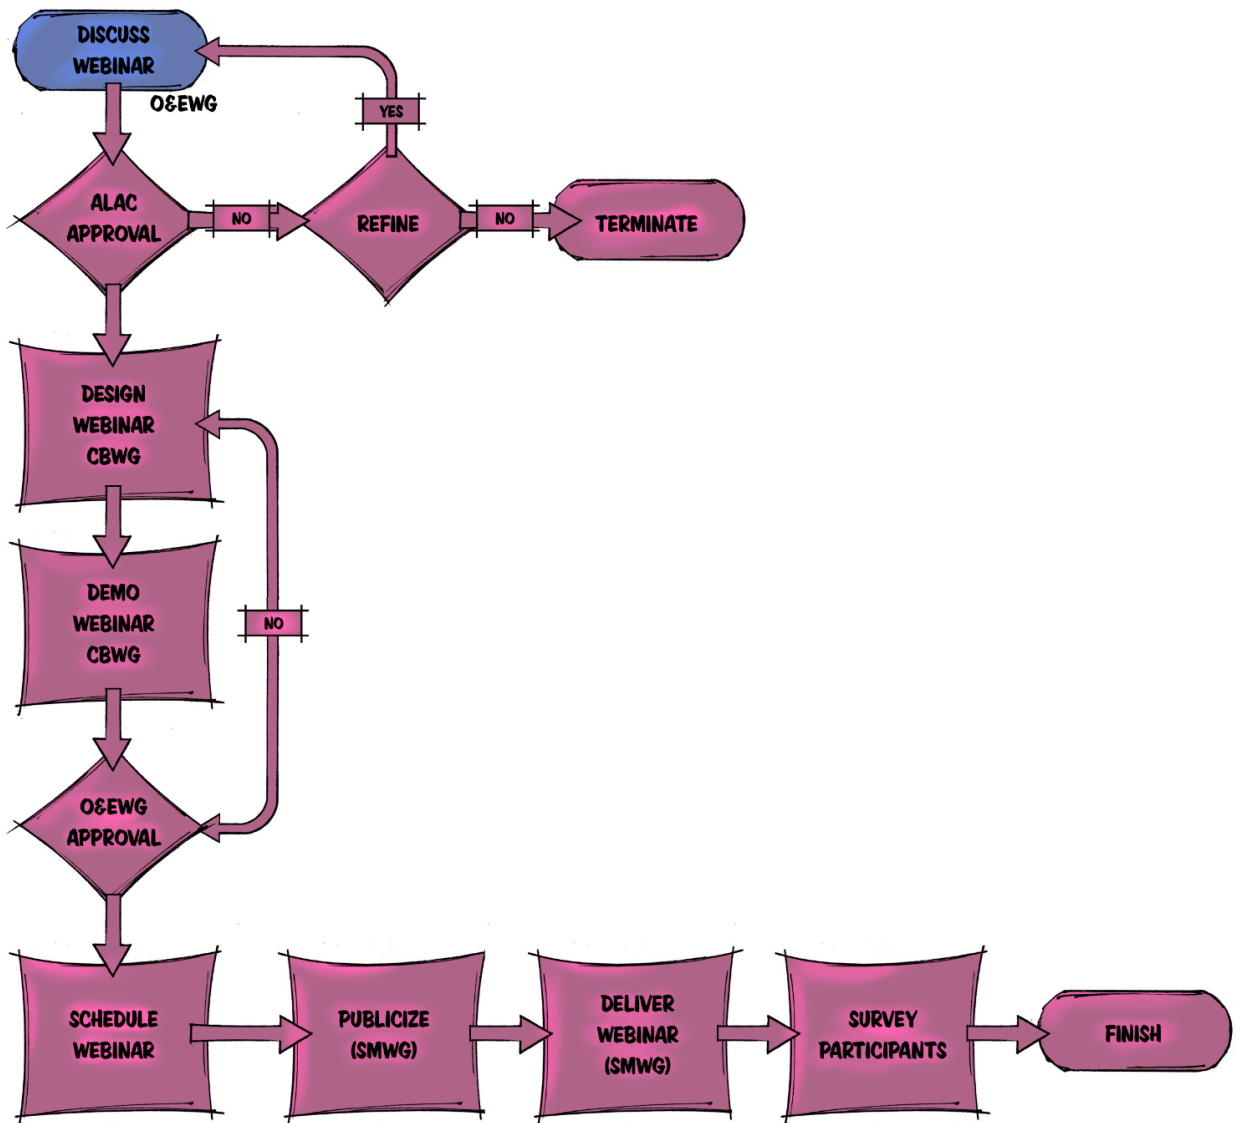 DISCUSS
WEBINAR
O&EWG
YES
ALAC
APPROVAL
NO
REFINE
NO
TERMINATE
DESIGN
WEBINAR
CBWG
DEMO
WEBINAR
CBWG
NO
O&EWG
APPROVAL
SCHEDULE
WEBINAR
PUBLICIZE
(SMWG)
DELIVER
WEBINAR
(SMWG)
SURVEY
PARTICIPANTS
FINISH